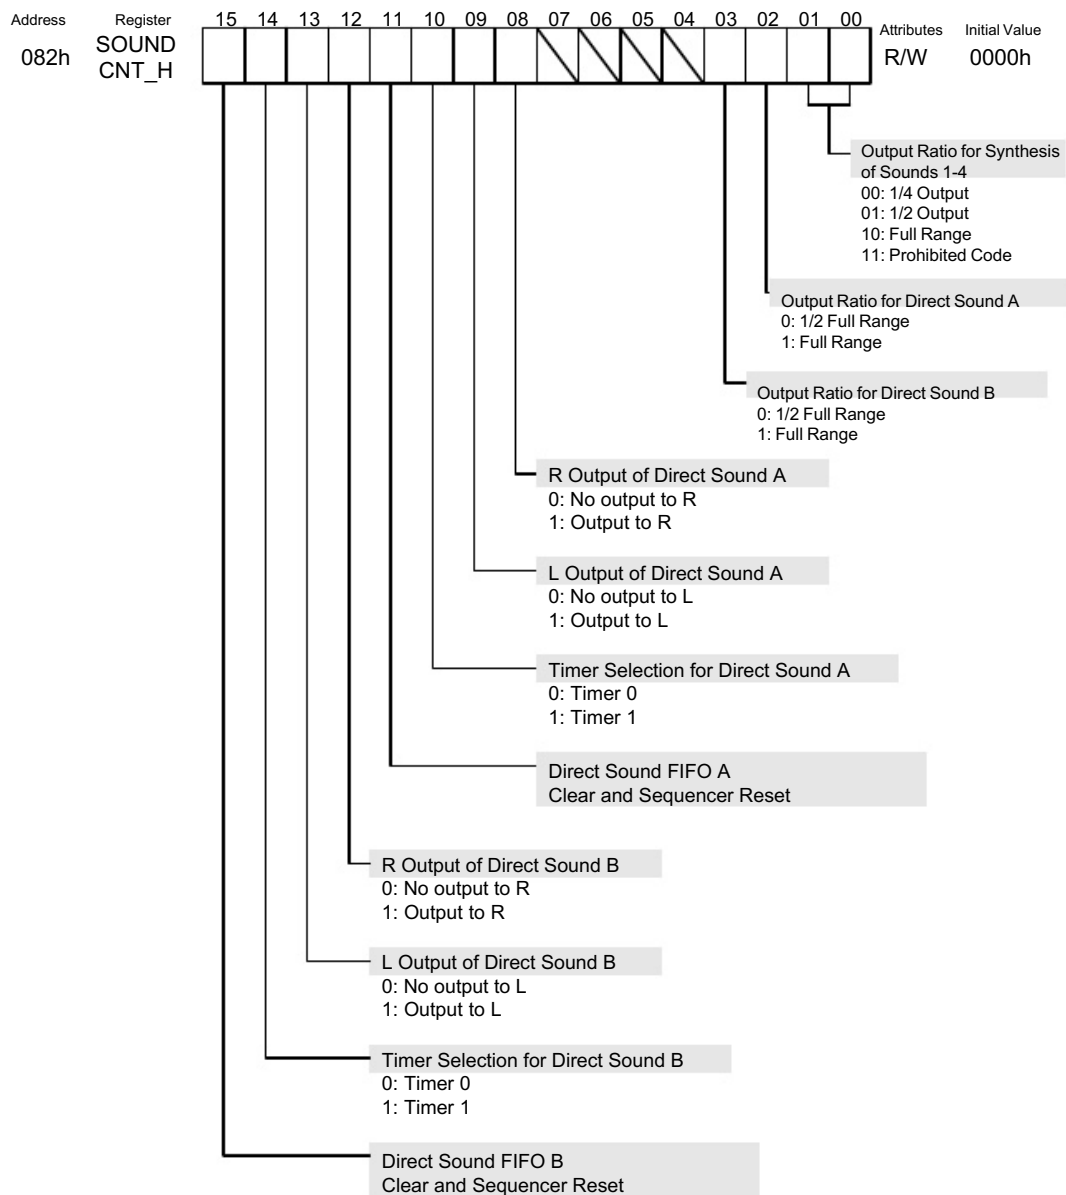 15 14 13 12 11 10 09 08 07 06 05 04 03 02 01 00
Address Register Attributes Initial Value
082h SOUND R/W 0000h
CNT_H
Output Ratio for Synthesis
of Sounds 1-4
00: 1/4 Output
01: 1/2 Output
10: Full Range
11: Prohibited Code
Output Ratio for Direct Sound A
0: 1/2 Full Range
1: Full Range
Output Ratio for Direct Sound B
0: 1/2 Full Range
1: Full Range
R Output of Direct Sound A
0: No output to R
1: Output to R
L Output of Direct Sound A
0: No output to L
1: Output to L
Timer Selection for Direct Sound A
0: Timer 0
1: Timer 1
Direct Sound FIFO A
Clear and Sequencer Reset
R Output of Direct Sound B
0: No output to R
1: Output to R
L Output of Direct Sound B
0: No output to L
1: Output to L
Timer Selection for Direct Sound B
0: Timer 0
1: Timer 1
Direct Sound FIFO B
Clear and Sequencer Reset